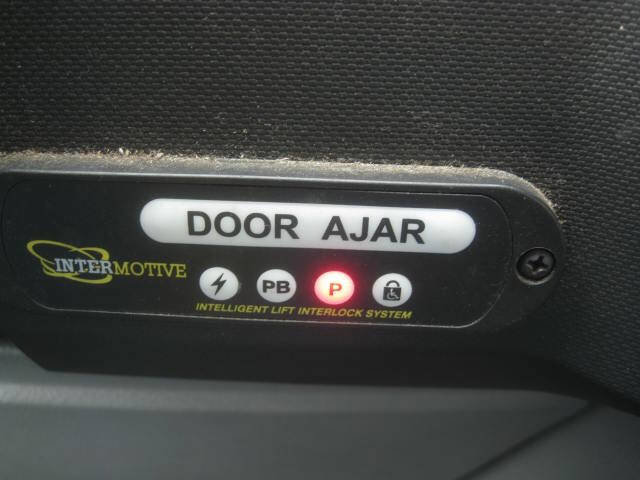 DOOR AJAR
INTERMOTIVE
PB P
INTELLIGENT LIFT INTERLOCK SYSTEM